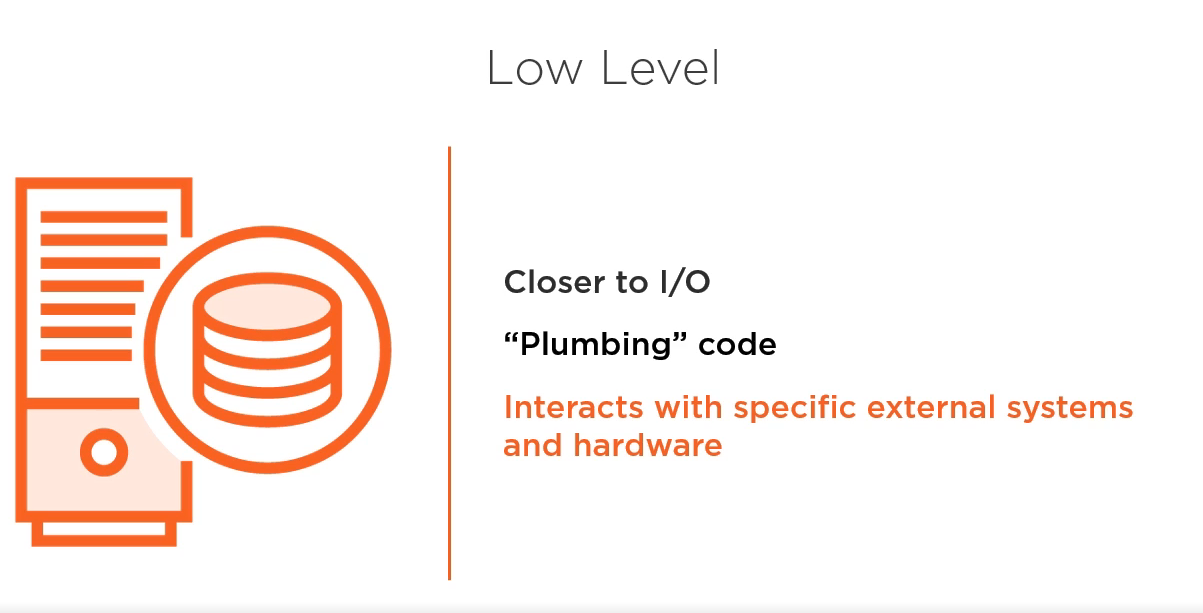 Low Level
Closer to I/O
“Plumbing” code
Interacts with specific external systems
and hardware